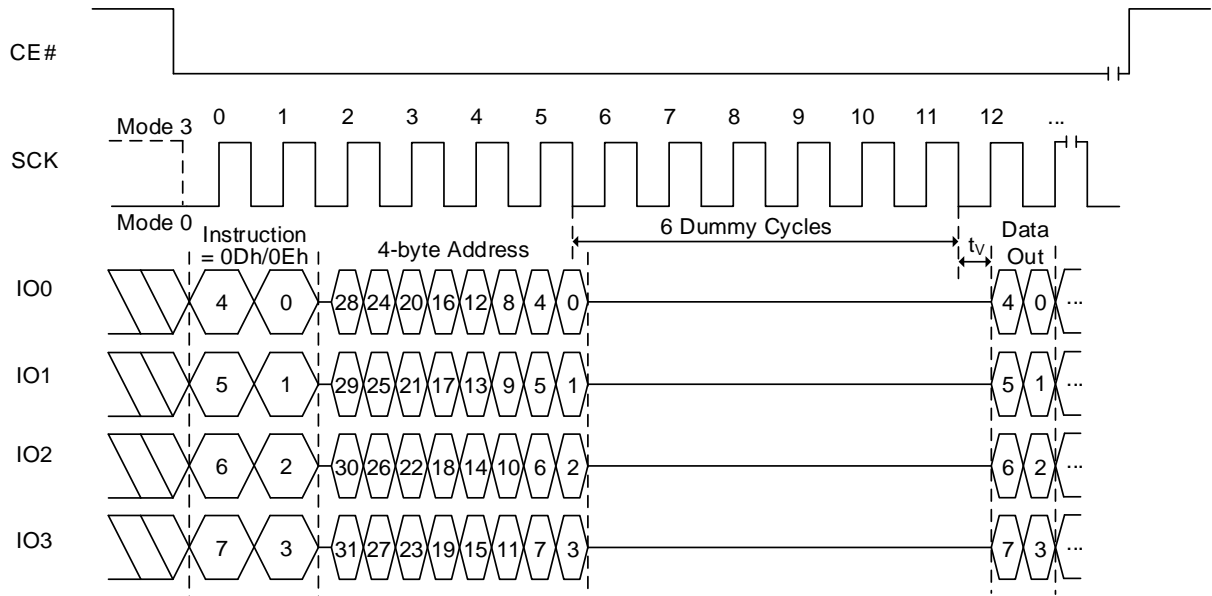 CE#
0 1 2 3 4 5 6 7 8 9 10 11 12 ...
Mode 3
SCK
Mode 0
6 Dummy Cycles
Instruction
= 0Dh/0Eh
4-byte Address
tV
Data
Out
IO0 4 0 28 24 20 16 12 8 4 0 4 0 ...
IO1 5 1 29 25 21 17 13 9 5 1 5 1 ...
IO2 6 2 30 26 22 18 14 10 6 2 6 2 ...
IO3 7 3 31 27 23 19 15 11 7 3 7 3 ...